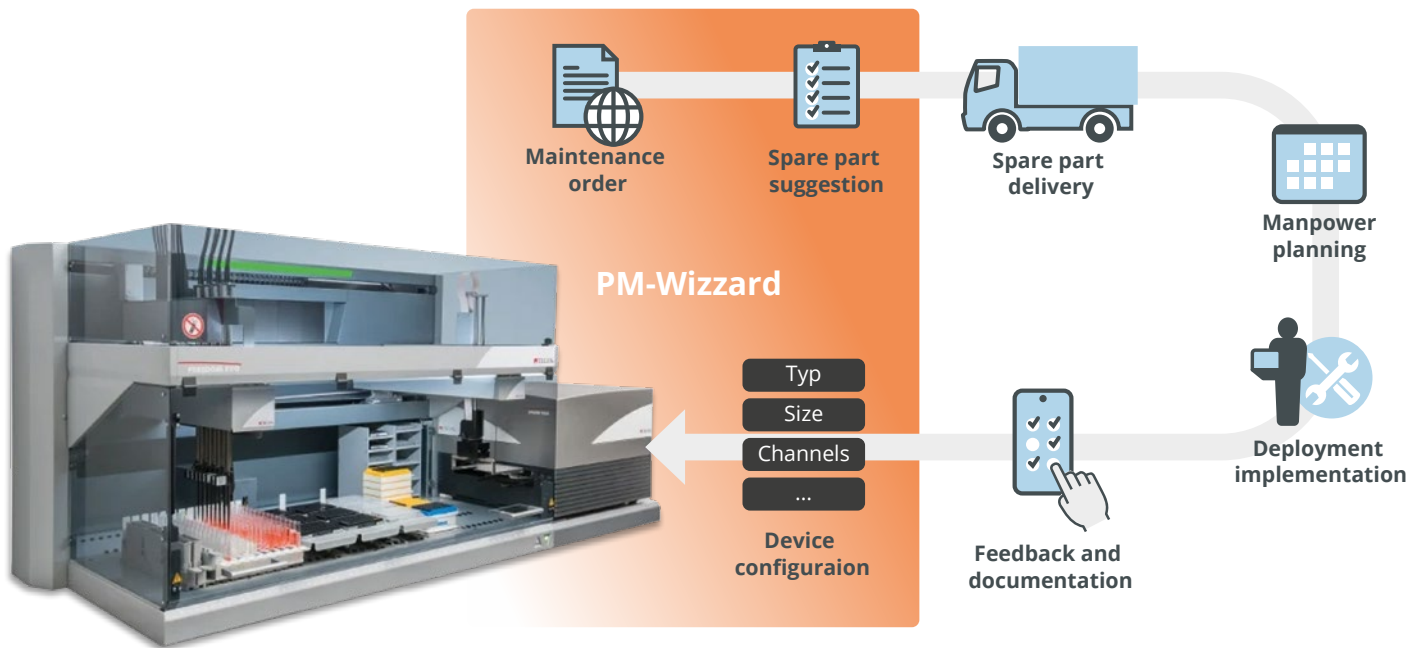 Maintenance
order
Spare part
suggestion
Spare part
delivery
Manpower
planning
PM-Wizzard
Typ
Size
Channels
...
Device
configuraion
Feedback and
documentation
Deployment
implementation